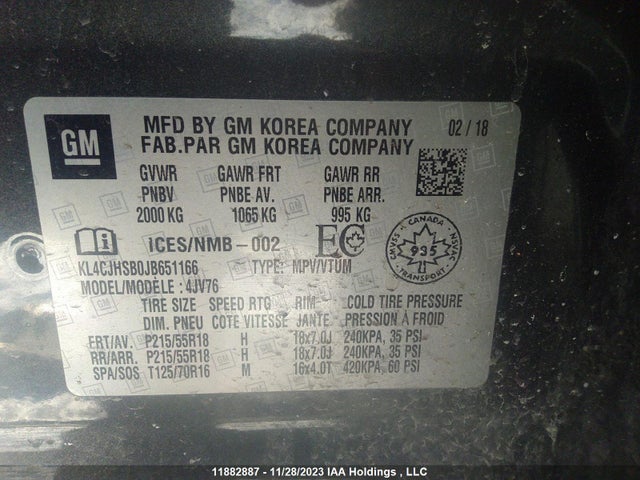 GM
MFD BY GM KOREA COMPANY 02 / 18
FAB.PAR GM KOREA COMPANY
GVWR GAWR FRT GAWR RR
PNBV PNBE AV. PNBE ARR.
2000 KG 1065 KG 995 KG
ICES/NMB-002 EC
CANADA
935
TRANSPORT
CMVSS NSVAC
KL4CJHSB0JB651166 TYPE: MPV/VTUM
MODEL/MODÈLE : 4JV76
TIRE SIZE SPEED RTG RIM COLD TIRE PRESSURE
DIM. PNEU COTE VITESSE JANTE PRESSION À FROID
FRT/AV. P215/55R18 H 18x7.0J 240KPA, 35 PSI
RR/ARR. P215/55R18 H 18x7.0J 240KPA, 35 PSI
SPA/SOS T125/70R16 M 16x4.0T 420KPA, 60 PSI
11882887 - 11/28/2023 IAA Holdings , LLC